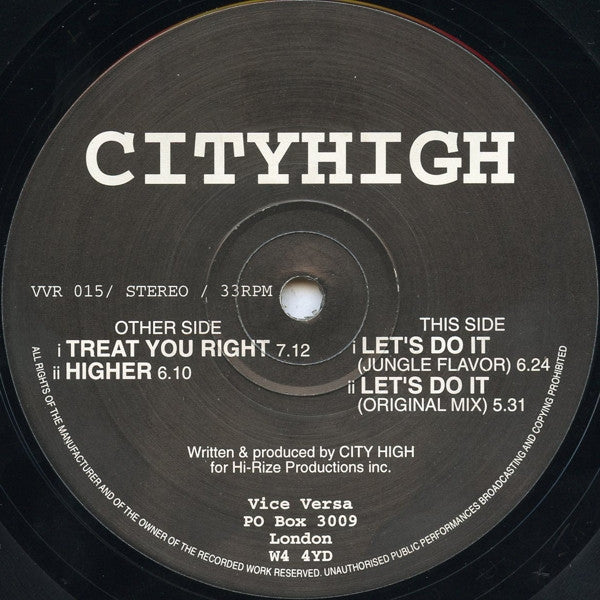 CITYHIGH
VVR 015/ STEREO / 33RPM
OTHER SIDE
i TREAT YOU RIGHT 7.12
ii HIGHER 6.10
THIS SIDE
i LET'S DO IT
(JUNGLE FLAVOR) 6.24
ii LET'S DO IT
(ORIGINAL MIX) 5.31
Written & produced by CITY HIGH
for Hi-Rize Productions inc.
Vice Versa
PO Box 3009
London
W4 4YD
ALL RIGHTS OF THE MANUFACTURER AND OF THE OWNER OF THE RECORDED WORK RESERVED. UNAUTHORISED PUBLIC PERFORMANCES BROADCASTING AND COPYING PROHIBITED